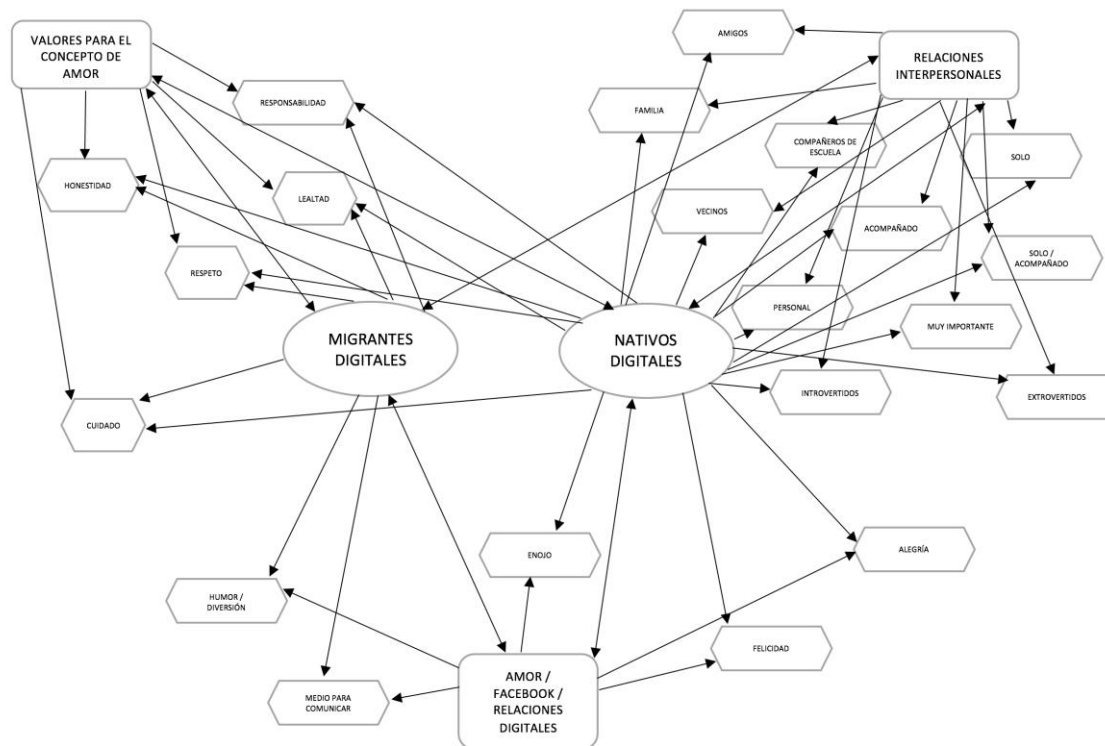 VALORES PARA EL
CONCEPTO DE
AMOR
AMIGOS
RELACIONES
INTERPERSONALES
RESPONSABILIDAD
FAMILIA
COMPAÑEROS DE
ESCUELA
SOLO
HONESTIDAD
LEALTAD
VECINOS
ACOMPAÑADO
SOLO /
ACOMPAÑADO
RESPETO
PERSONAL
MUY IMPORTANTE
MIGRANTES
DIGITALES
NATIVOS
DIGITALES
INTROVERTIDOS
EXTROVERTIDOS
CUIDADO
ENOJO
ALEGRÍA
HUMOR /
DIVERSIÓN
FELICIDAD
MEDIO PARA
COMUNICAR
AMOR /
FACEBOOK /
RELACIONES
DIGITALES